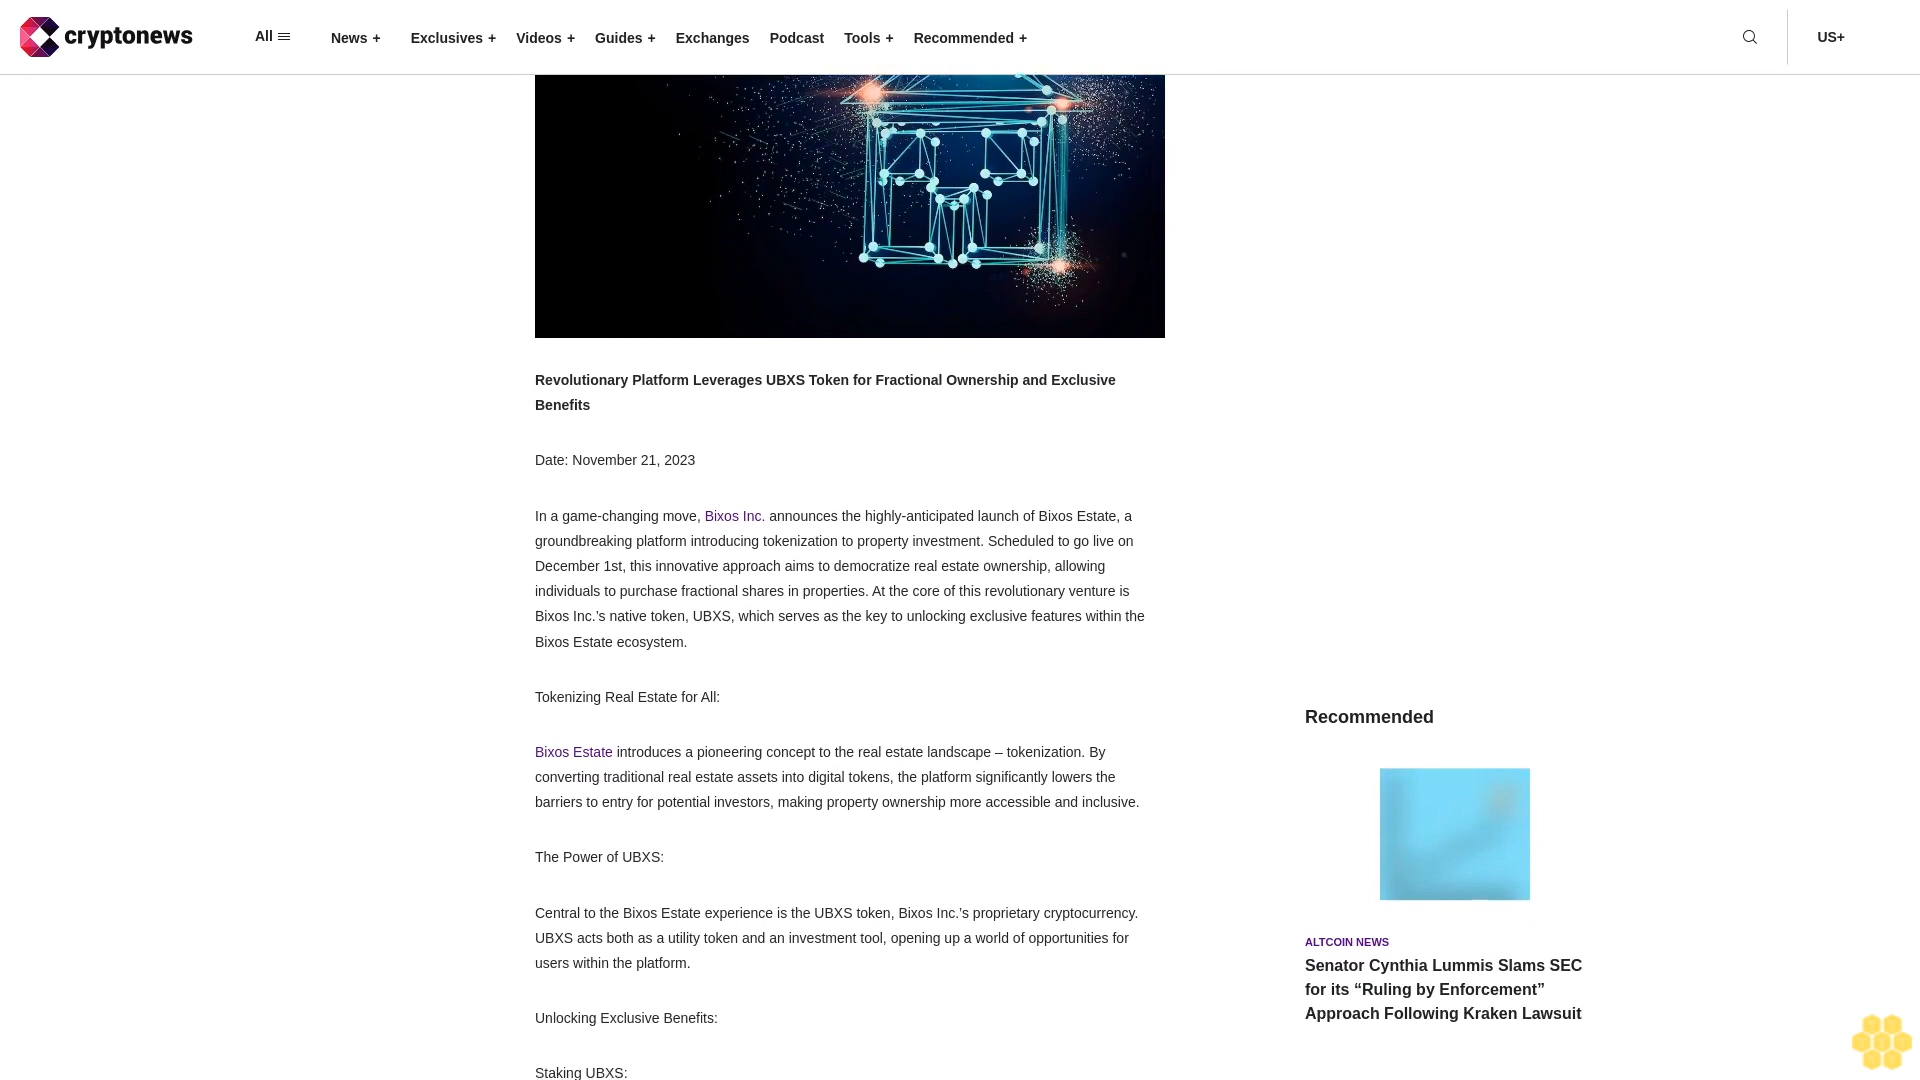 cryptonews
All
News +
Exclusives +
Videos +
Guides +
Exchanges
Podcast
Tools +
Recommended +
US+
Revolutionary Platform Leverages UBXS Token for Fractional Ownership and Exclusive
Benefits
Date: November 21, 2023
In a game-changing move, Bixos Inc. announces the highly-anticipated launch of Bixos Estate, a
groundbreaking platform introducing tokenization to property investment. Scheduled to go live on
December 1st, this innovative approach aims to democratize real estate ownership, allowing
individuals to purchase fractional shares in properties. At the core of this revolutionary venture is
Bixos Inc.’s native token, UBXS, which serves as the key to unlocking exclusive features within the
Bixos Estate ecosystem.
Tokenizing Real Estate for All:
Bixos Estate introduces a pioneering concept to the real estate landscape – tokenization. By
converting traditional real estate assets into digital tokens, the platform significantly lowers the
barriers to entry for potential investors, making property ownership more accessible and inclusive.
The Power of UBXS:
Central to the Bixos Estate experience is the UBXS token, Bixos Inc.’s proprietary cryptocurrency.
UBXS acts both as a utility token and an investment tool, opening up a world of opportunities for
users within the platform.
Unlocking Exclusive Benefits:
Staking UBXS:
Recommended
ALTCOIN NEWS
Senator Cynthia Lummis Slams SEC
for its “Ruling by Enforcement”
Approach Following Kraken Lawsuit